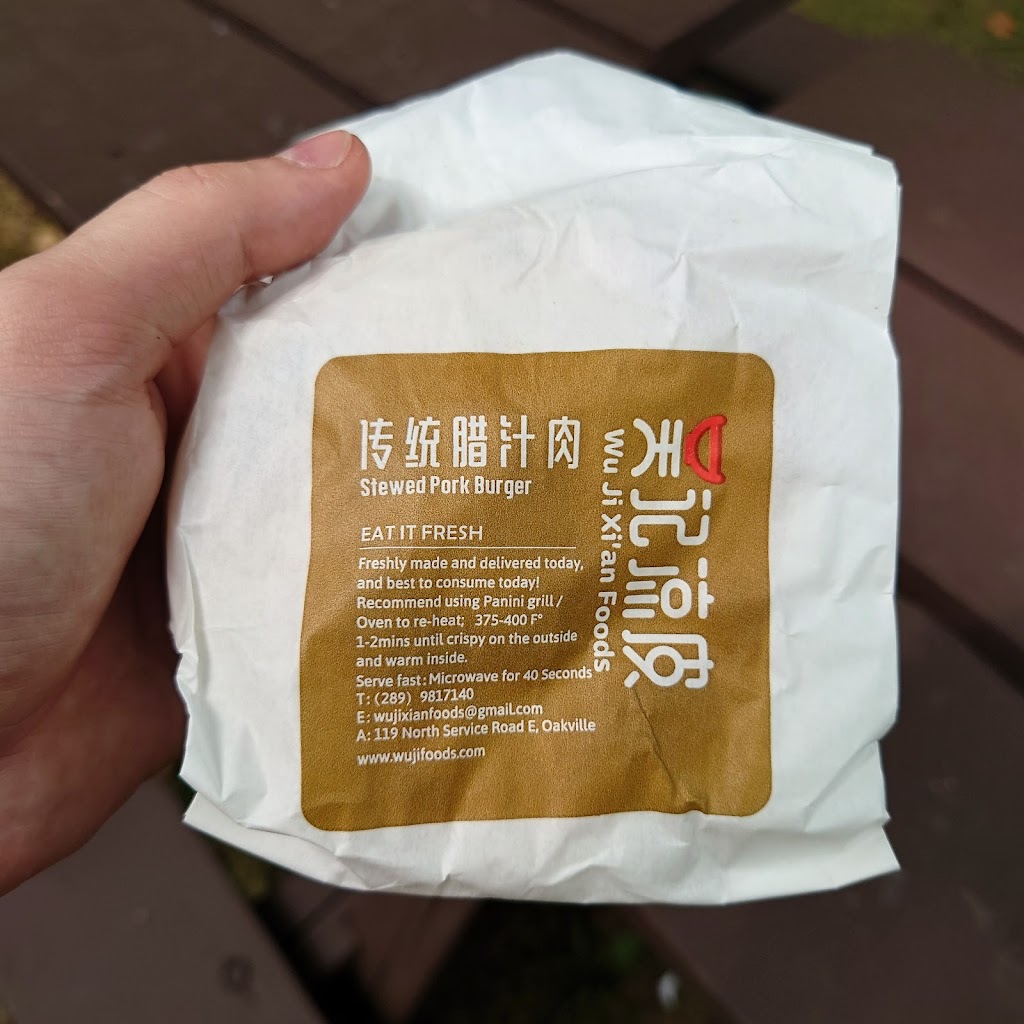 传统腊汁肉
Stewed Pork Burger
EAT IT FRESH
Freshly made and delivered today,
and best to consume today!
Recommend using Panini grill /
Oven to re-heat; 375-400 F°
1-2mins until crispy on the outside
and warm inside.
Serve fast: Microwave for 40 Seconds
T: (289) 9817140
E: wujixianfoods@gmail.com
A: 119 North Service Road E, Oakville
www.wujifoods.com
吴记凉皮
Wu Ji Xi'an Foods